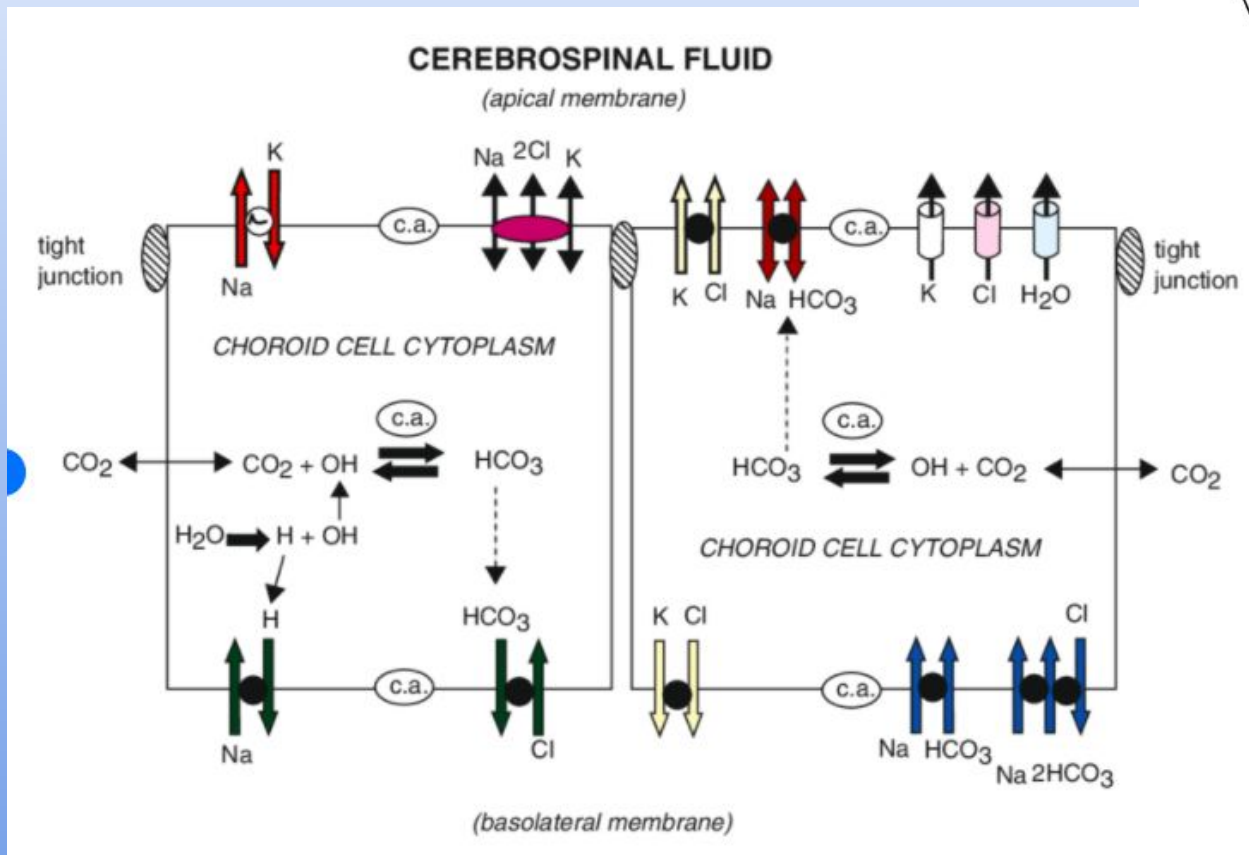 CEREBROSPINAL FLUID
(apical membrane)
K
Na 2Cl K
c.a.
c.a.
tight
junction
tight
junction
Na
K Cl
Na HCO3
K Cl H2O
CHOROID CELL CYTOPLASM
c.a.
c.a.
CO2
CO2 + OH
HCO3
HCO3
OH + CO2
CO2
H2O
H + OH
CHOROID CELL CYTOPLASM
H
HCO3
K Cl
Cl
c.a.
c.a.
Na
Cl
Na HCO3
Na 2HCO3
(basolateral membrane)